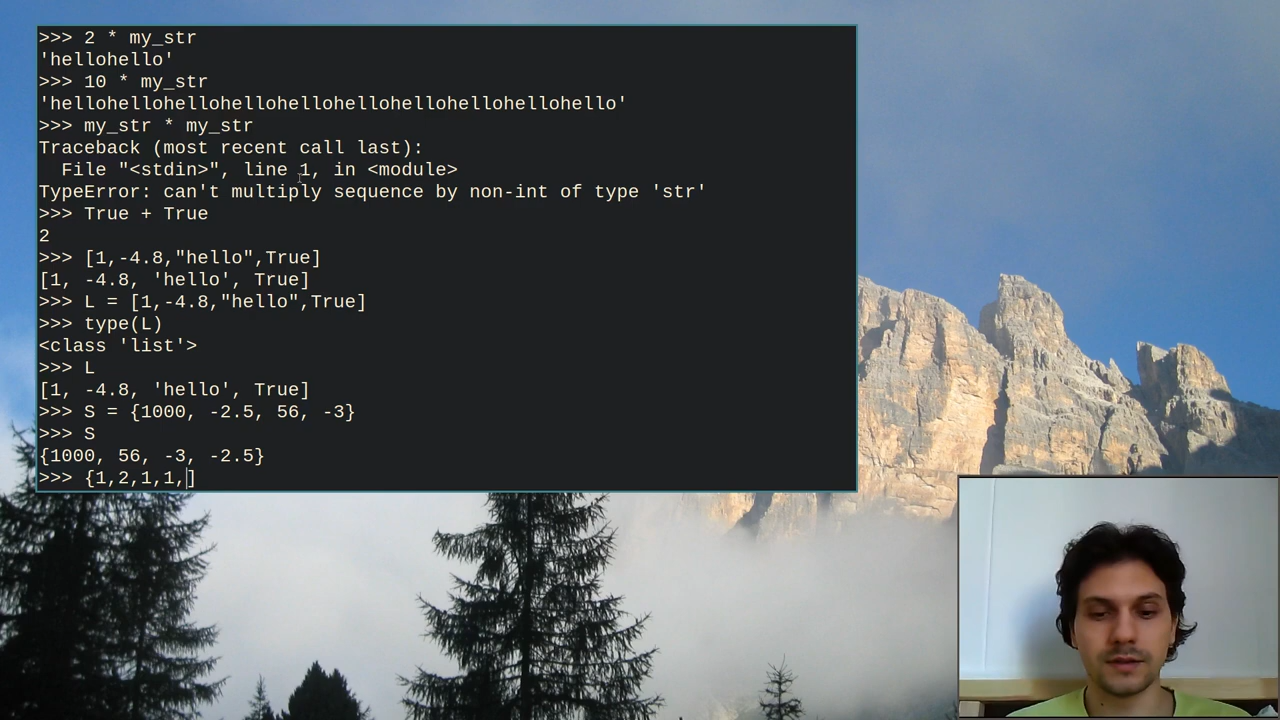 >>> 2 * my_str
'hellohello'
>>> 10 * my_str
'hellohellohellohellohellohellohellohellohellohello'
>>> my_str * my_str
Traceback (most recent call last):
  File "<stdin>", line 1, in <module>
TypeError: can't multiply sequence by non-int of type 'str'
>>> True + True
2
>>> [1,-4.8,"hello",True]
[1, -4.8, 'hello', True]
>>> L = [1,-4.8,"hello",True]
>>> type(L)
<class 'list'>
>>> L
[1, -4.8, 'hello', True]
>>> S = {1000, -2.5, 56, -3}
>>> S
{1000, 56, -3, -2.5}
>>> {1,2,1,1,]